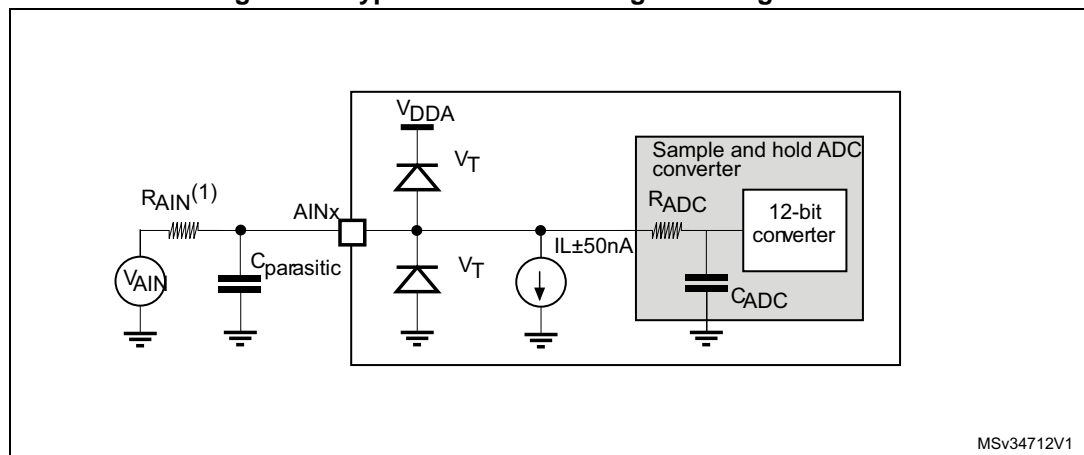 VDDA
VT
Sample and hold ADC
converter
RAIN(1)
AINx
RADC
12-bit
converter
IL±50nA
VAIN
Cparasitic
VT
CADC
MSv34712V1